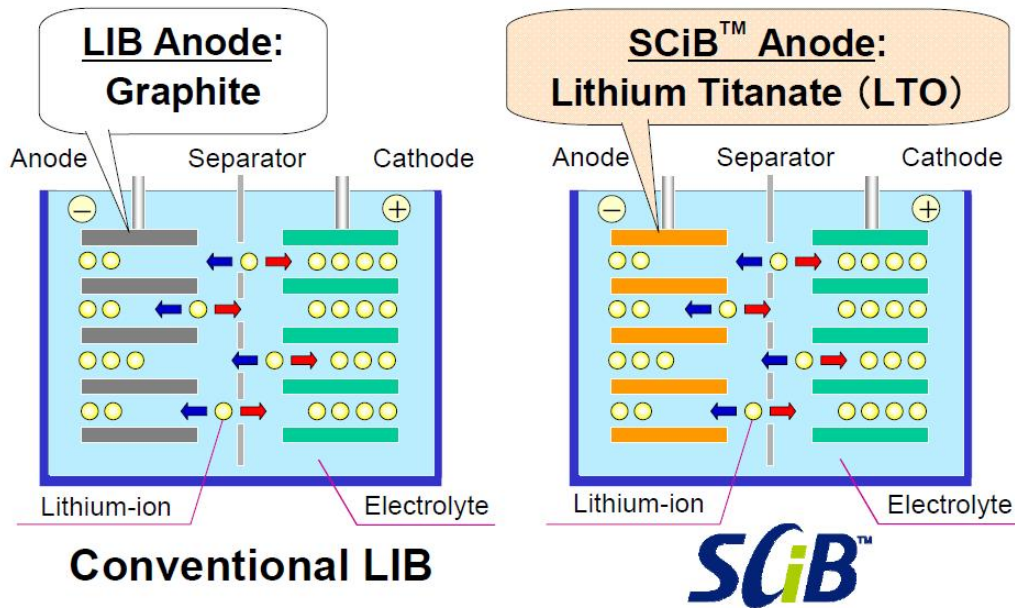 LIB Anode:
Graphite
Anode
Separator
Cathode
−
+
Lithium-ion
Electrolyte
Conventional LIB
SCiB™ Anode:
Lithium Titanate (LTO)
Anode
Separator
Cathode
−
+
Lithium-ion
Electrolyte
SCiB™